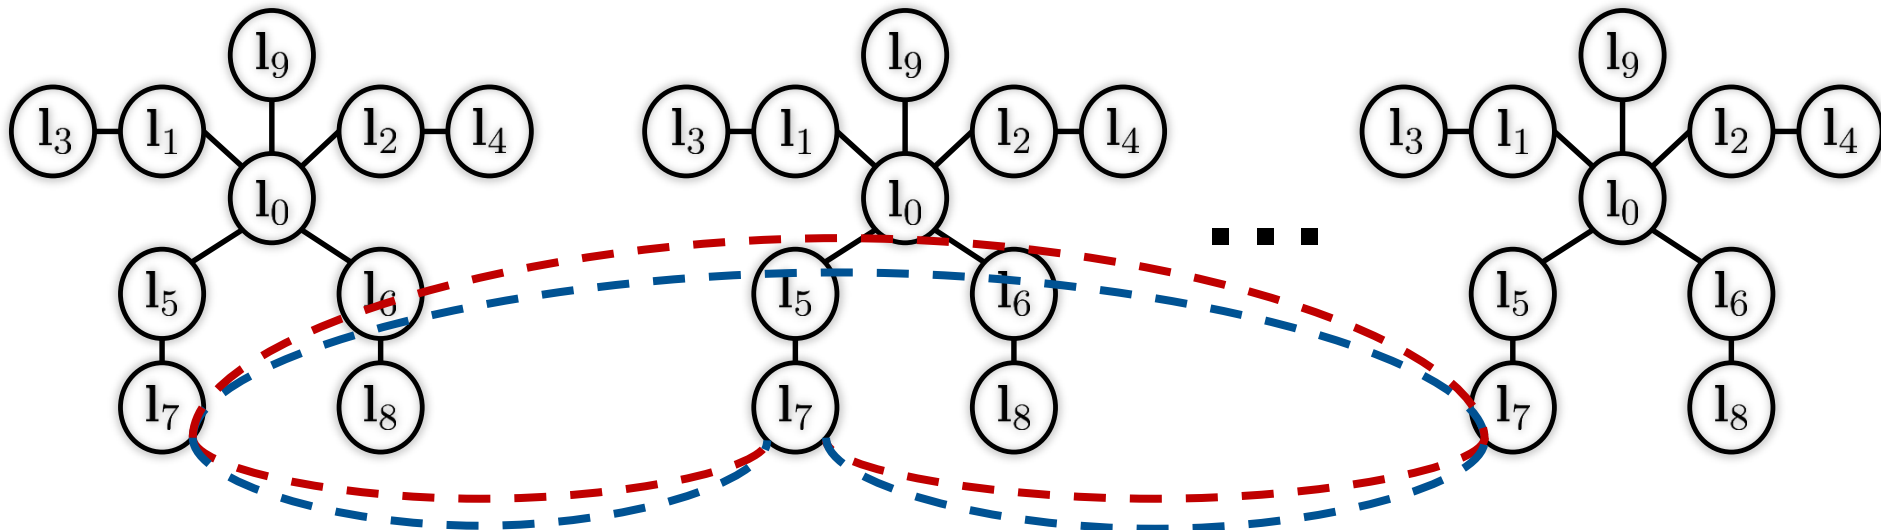 l₉ l₉ l₉
l₃ l₁ l₂ l₄ l₃ l₁ l₂ l₄ l₃ l₁ l₂ l₄
l₀ l₀ l₀
l₅ l₆ l₅ l₆ l₅ l₆
l₇ l₈ l₇ l₈ l₇ l₈